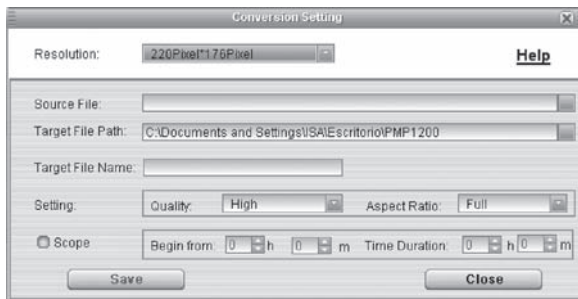 Conversion Setting
Resolution: 220Pixel*176Pixel Help
Source File:
Target File Path: C:\Documents and Settings\ISA\Escritorio\PMP1200
Target File Name:
Setting: Quality: High Aspect Ratio: Full
Scope Begin from: 0 h 0 m Time Duration: 0 h 0 m
Save Close